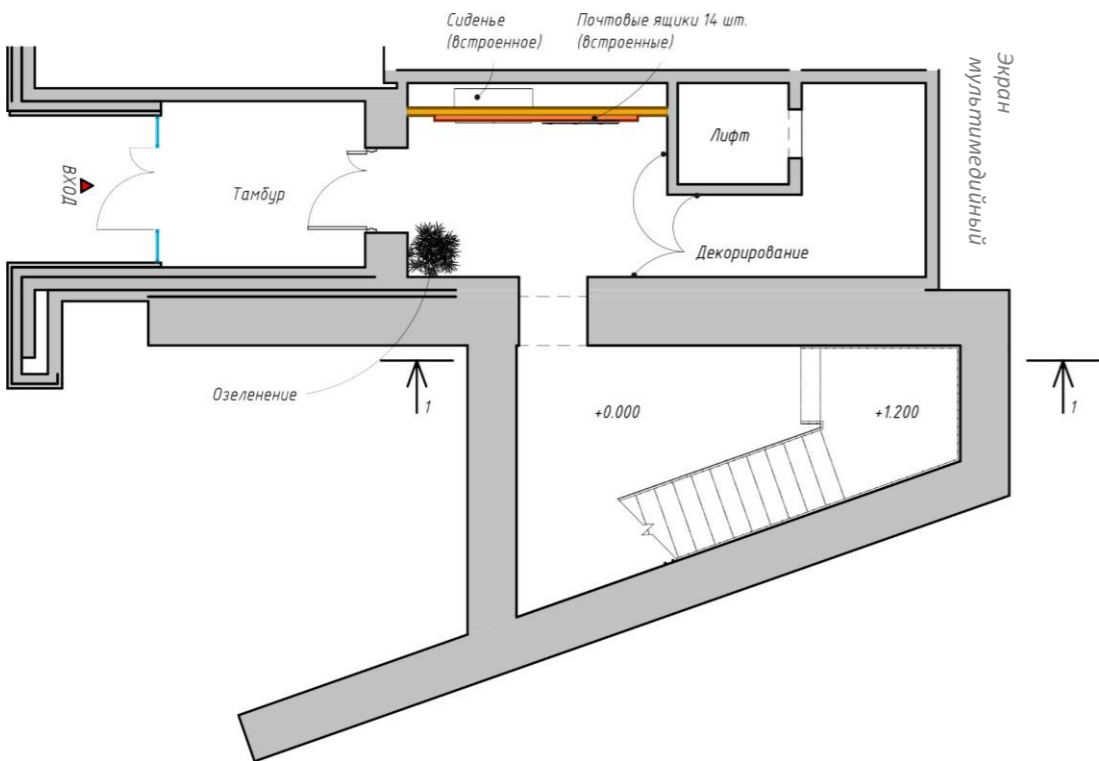 Сиденье
(встроенное)
Почтовые ящики 14 шт.
(встроенные)
Экран
мультимедийный
Лифт
ВХОД
Тамбур
Декорирование
Озеленение
1
+0.000
+1.200
1